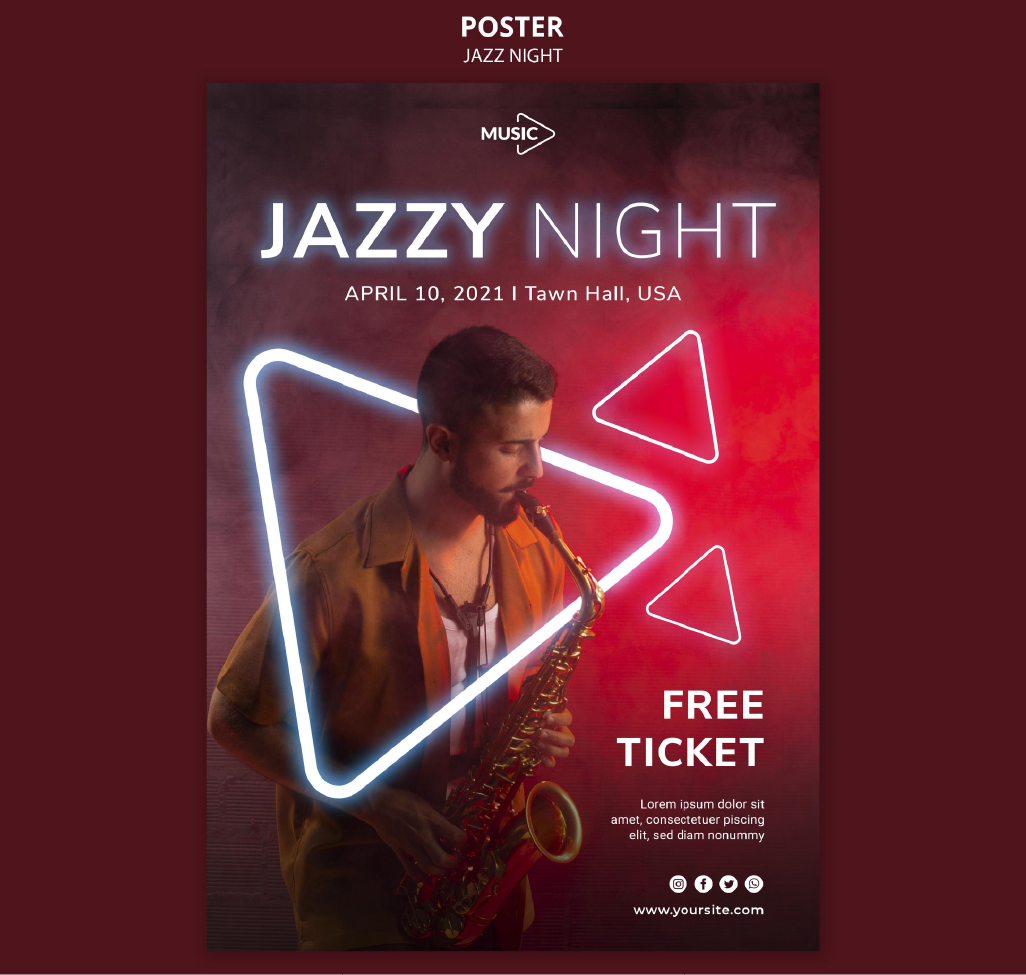 POSTER
JAZZ NIGHT
MUSIC
JAZZY NIGHT
APRIL 10, 2021 I Tawn Hall, USA
FREE
TICKET
Lorem ipsum dolor sit
amet, consectetuer piscing
elit, sed diam nonummy
www.yoursite.com